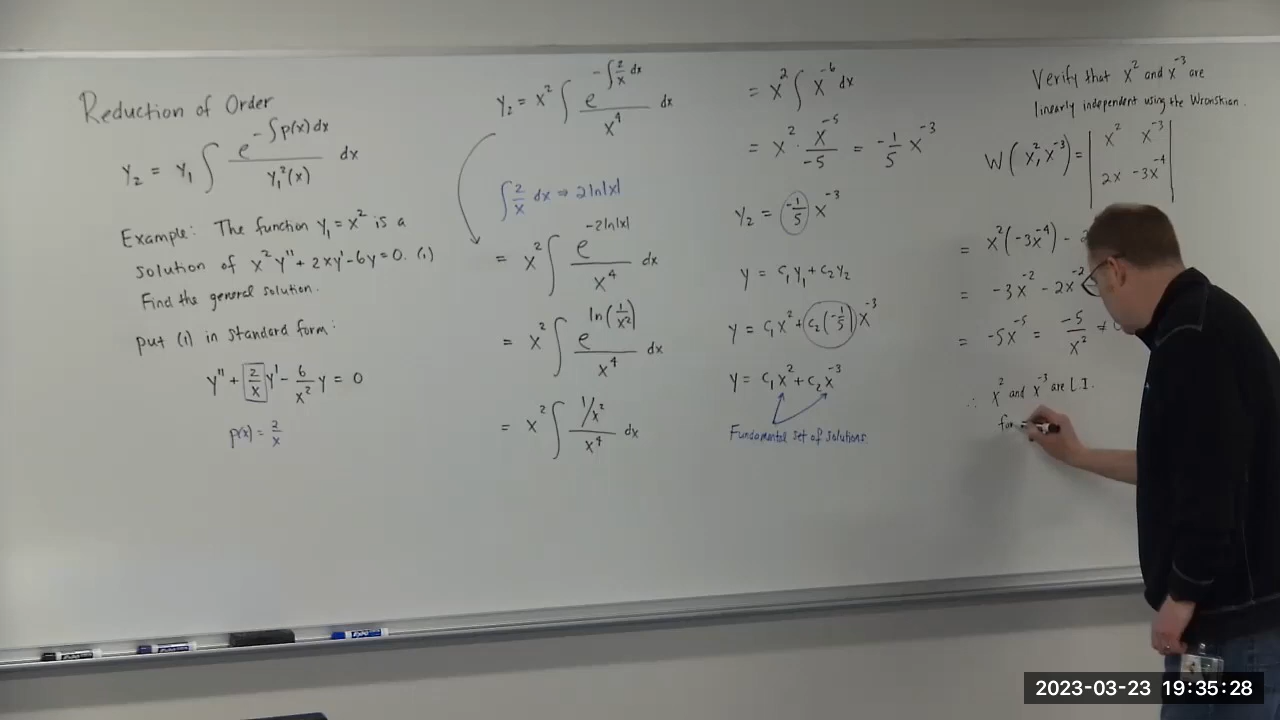 Reduction of Order
Y₂ = Y₁ ∫ e^(-∫p(x)dx) / Y₁²(x) dx
Example: The function Y₁ = x² is a
solution of x²y'' + 2xy' - 6y = 0. (1)
Find the general solution.
put (1) in standard form:
y'' + 2/x y' - 6/x² y = 0
p(x) = 2/x
Y₂ = x² ∫ e^(-∫2/x dx) / x⁴ dx
∫ 2/x dx ⇒ 2ln|x|
= x² ∫ e^(-2ln|x|) / x⁴ dx
= x² ∫ e^(ln(1/x²)) / x⁴ dx
= x² ∫ (1/x²) / x⁴ dx
= x² ∫ x⁻⁶ dx
= x² · x⁻⁵ / -5 = -1/5 x⁻³
Y₂ = -1/5 x⁻³
y = c₁y₁ + c₂y₂
y = c₁x² + c₂(-1/5)x⁻³
y = c₁x² + c₂x⁻³
Fundamental set of solutions
Verify that x² and x⁻³ are
linearly independent using the Wronskian.
W(x², x⁻³) = | x² x⁻³ |
| 2x -3x⁻⁴ |
= x²(-3x⁻⁴) -
= -3x⁻² - 2x⁻²
= -5x⁻⁵ = -5/x² ≠
∴ x² and x⁻³ are L.I.
for
2023-03-23 19:35:28